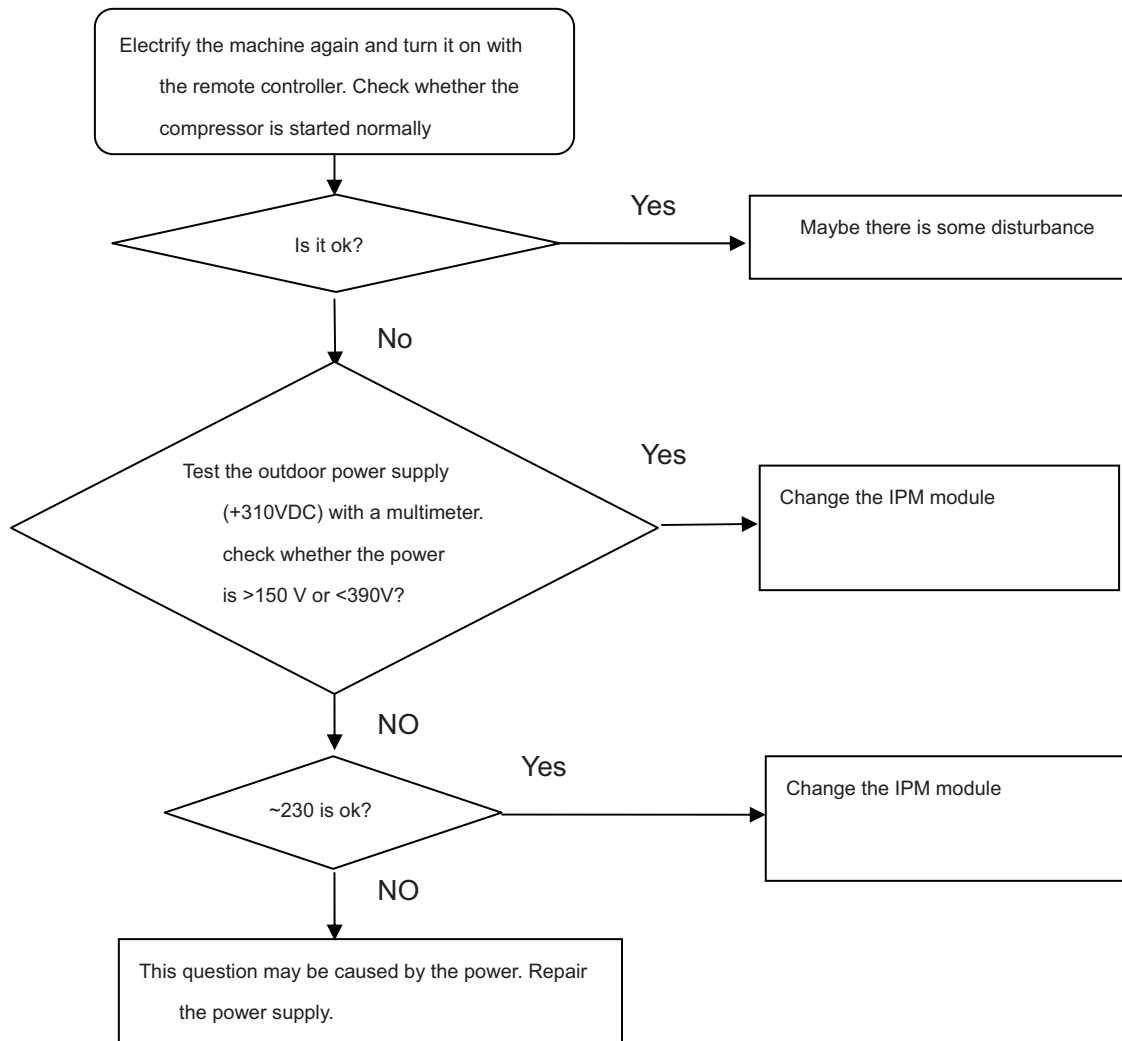 Electrify the machine again and turn it on with
the remote controller. Check whether the
compressor is started normally
Yes
Maybe there is some disturbance
Is it ok?
No
Yes
Test the outdoor power supply
(+310VDC) with a multimeter.
check whether the power
is >150 V or <390V?
Change the IPM module
NO
Yes
~230 is ok?
Change the IPM module
NO
This question may be caused by the power. Repair
the power supply.